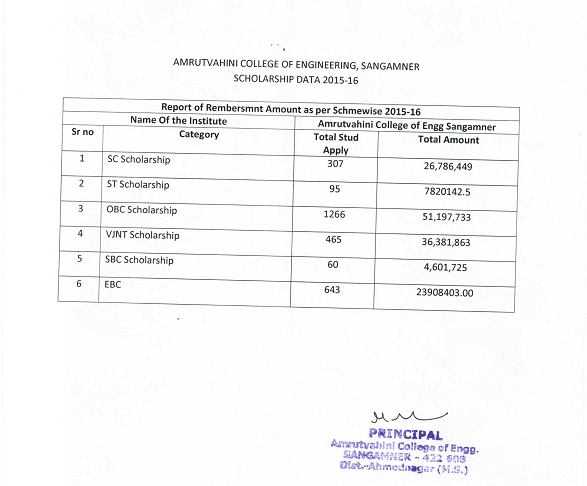 AMRUTVAHINI COLLEGE OF ENGINEERING, SANGAMNER
SCHOLARSHIP DATA 2015-16
Report of Rembersmnt Amount as per Schmewise 2015-16
Name Of the Institute Amrutvahini College of Engg Sangamner
Sr no Category Total Stud Apply Total Amount
1 SC Scholarship 307 26,786,449
2 ST Scholarship 95 7820142.5
3 OBC Scholarship 1266 51,197,733
4 VJNT Scholarship 465 36,381,863
5 SBC Scholarship 60 4,601,725
6 EBC 643 23908403.00
PRINCIPAL
Amrutvahini College of Engg.
SANGAMNER - 422 608
Dist.-Ahmednagar (M.S.)